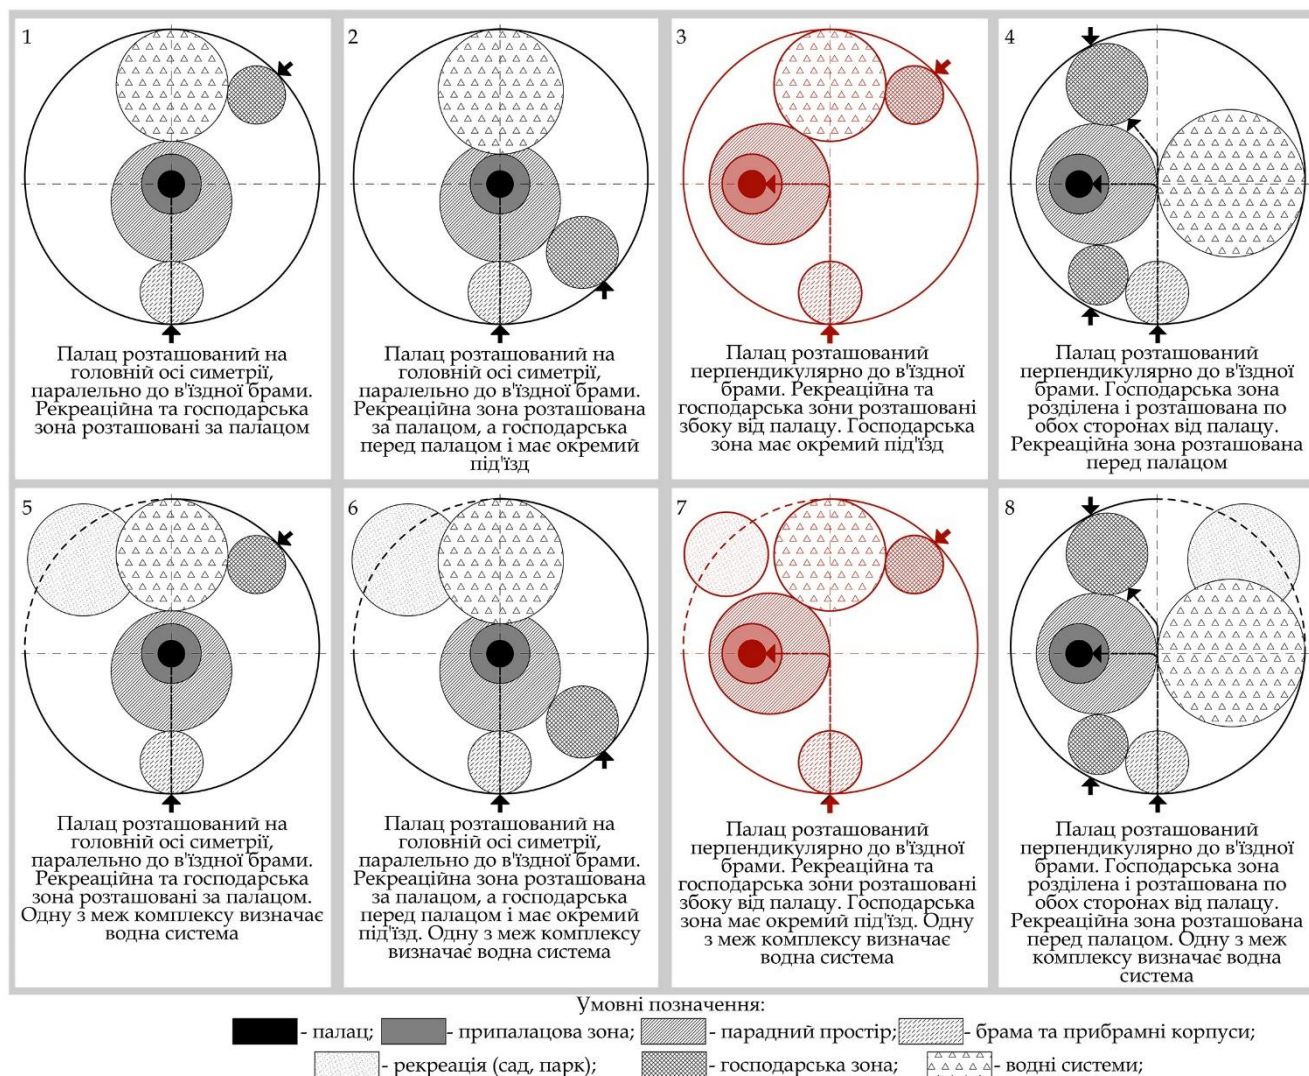 1
Палац розташований на
головній осі симетрії,
паралельно до в'їздної брами.
Рекреаційна та господарська
зона розташовані за палацом
2
Палац розташований на
головній осі симетрії,
паралельно до в'їздної брами.
Рекреаційна зона розташована
за палацом, а господарська
перед палацом і має окремий
під'їзд
3
Палац розташований
перпендикулярно до в'їздної
брами. Рекреаційна та
господарська зони розташовані
збоку від палацу. Господарська
зона має окремий під'їзд
4
Палац розташований
перпендикулярно до в'їздної
брами. Господарська зона
розділена і розташована по
обох сторонах від палацу.
Рекреаційна зона розташована
перед палацом
5
Палац розташований на
головній осі симетрії,
паралельно до в'їздної брами.
Рекреаційна та господарська
зона розташовані за палацом.
Одну з меж комплексу визначає
водна система
6
Палац розташований на
головній осі симетрії,
паралельно до в'їздної брами.
Рекреаційна зона розташована
за палацом, а господарська
перед палацом і має окремий
під'їзд. Одну з меж комплексу
визначає водна система
7
Палац розташований
перпендикулярно до в'їздної
брами. Рекреаційна та
господарська зони розташовані
збоку від палацу. Господарська
зона має окремий під'їзд. Одну
з меж комплексу визначає
водна система
8
Палац розташований
перпендикулярно до в'їздної
брами. Господарська зона
розділена і розташована по
обох сторонах від палацу.
Рекреаційна зона розташована
перед палацом. Одну з меж
комплексу визначає водна
система
Умовні позначення:
- палац; - припалацова зона; - парадний простір; - брама та прибрамні корпуси;
- рекреація (сад, парк); - господарська зона; - водні системи;